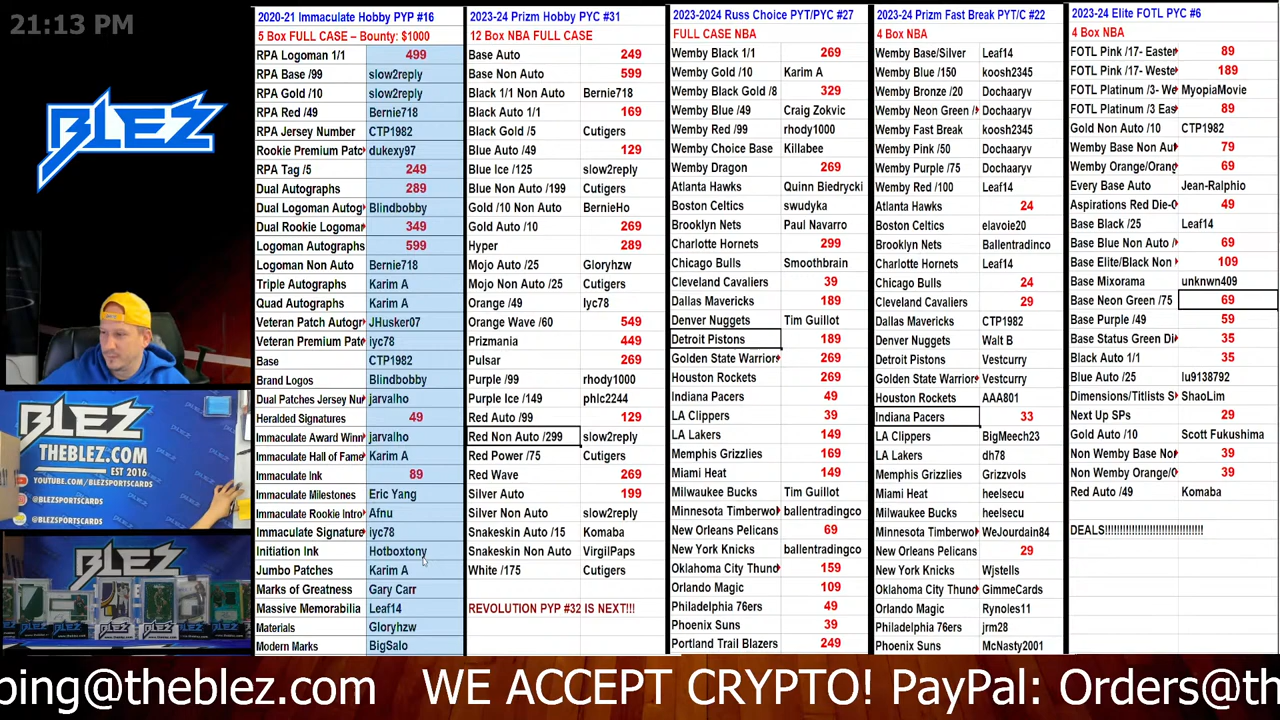 21:13 PM
BLEZ
BLEZ
THEBLEZ.COM
EST 2016
YOUTUBE.COM/BLEZSPORTSCARDS
@BLEZSPORTSCARDS
@BLEZSPORTSCARDS
2020-21 Immaculate Hobby PYP #16
5 Box FULL CASE – Bounty: $1000
RPA Logoman 1/1 499
RPA Base /99 slow2reply
RPA Gold /10 slow2reply
RPA Red /49 Bernie718
RPA Jersey Number CTP1982
Rookie Premium Patc dukexy97
RPA Tag /5 249
Dual Autographs 289
Dual Logoman Autog Blindbobby
Dual Rookie Logoma 349
Logoman Autographs 599
Logoman Non Auto Bernie718
Triple Autographs Karim A
Quad Autographs Karim A
Veteran Patch Autogr JHusker07
Veteran Premium Pat iyc78
Base CTP1982
Brand Logos Blindbobby
Dual Patches Jersey Nu jarvalho
Heralded Signatures 49
Immaculate Award Winn jarvalho
Immaculate Hall of Fame Karim A
Immaculate Ink 89
Immaculate Milestones Eric Yang
Immaculate Rookie Intro Afnu
Immaculate Signature iyc78
Initiation Ink Hotboxtony
Jumbo Patches Karim A
Marks of Greatness Gary Carr
Massive Memorabilia Leaf14
Materials Gloryhzw
Modern Marks BigSalo
2023-24 Prizm Hobby PYC #31
12 Box NBA FULL CASE
Base Auto 249
Base Non Auto 599
Black 1/1 Non Auto Bernie718
Black Auto 1/1 169
Black Gold /5 Cutigers
Blue Auto /49 129
Blue Ice /125 slow2reply
Blue Non Auto /199 Cutigers
Gold /10 Non Auto BernieHo
Gold Auto /10 269
Hyper 289
Mojo Auto /25 Gloryhzw
Mojo Non Auto /25 Cutigers
Orange /49 lyc78
Orange Wave /60 549
Prizmania 449
Pulsar 269
Purple /99 rhody1000
Purple Ice /149 phlc2244
Red Auto /99 129
Red Non Auto /299 slow2reply
Red Power /75 Cutigers
Red Wave 269
Silver Auto 199
Silver Non Auto slow2reply
Snakeskin Auto /15 Komaba
Snakeskin Non Auto VirgilPaps
White /175 Cutigers
REVOLUTION PYP #32 IS NEXT!!!
2023-2024 Russ Choice PYT/PYC #27
FULL CASE NBA
Wemby Black 1/1 269
Wemby Gold /10 Karim A
Wemby Black Gold /8 329
Wemby Blue /49 Craig Zokvic
Wemby Red /99 rhody1000
Wemby Choice Base Killabee
Wemby Dragon 269
Atlanta Hawks Quinn Biedrycki
Boston Celtics swudyka
Brooklyn Nets Paul Navarro
Charlotte Hornets 299
Chicago Bulls Smoothbrain
Cleveland Cavaliers 39
Dallas Mavericks 189
Denver Nuggets Tim Guillot
Detroit Pistons 189
Golden State Warrior 269
Houston Rockets 269
Indiana Pacers 49
LA Clippers 39
LA Lakers 149
Memphis Grizzlies 169
Miami Heat 149
Milwaukee Bucks Tim Guillot
Minnesota Timberwo ballentradingco
New Orleans Pelicans 69
New York Knicks ballentradingco
Oklahoma City Thund 159
Orlando Magic 109
Philadelphia 76ers 49
Phoenix Suns 39
Portland Trail Blazers 249
2023-24 Prizm Fast Break PYT/C #22
4 Box NBA
Wemby Base/Silver Leaf14
Wemby Blue /150 koosh2345
Wemby Bronze /20 Dochaaryv
Wemby Neon Green / Dochaaryv
Wemby Fast Break koosh2345
Wemby Pink /50 Dochaaryv
Wemby Purple /75 Dochaaryv
Wemby Red /100 Leaf14
Atlanta Hawks 24
Boston Celtics elavoie20
Brooklyn Nets Ballentradinco
Charlotte Hornets Leaf14
Chicago Bulls 24
Cleveland Cavaliers 29
Dallas Mavericks CTP1982
Denver Nuggets Walt B
Detroit Pistons Vestcurry
Golden State Warrior Vestcurry
Houston Rockets AAA801
Indiana Pacers 33
LA Clippers BigMeech23
LA Lakers dh78
Memphis Grizzlies Grizzvols
Miami Heat heelsecu
Milwaukee Bucks heelsecu
Minnesota Timberwo WeJourdain84
New Orleans Pelicans 29
New York Knicks Wjstells
Oklahoma City Thund GimmeCards
Orlando Magic Rynoles11
Philadelphia 76ers jrm28
Phoenix Suns McNasty2001
2023-24 Elite FOTL PYC #6
4 Box NBA
FOTL Pink /17- Easter 89
FOTL Pink /17- Weste 189
FOTL Platinum /3- We MyopiaMovie
FOTL Platinum /3 Eas 89
Gold Non Auto /10 CTP1982
Wemby Base Non Au 79
Wemby Orange/Orang 69
Every Base Auto Jean-Ralphio
Aspirations Red Die-C 49
Base Black /25 Leaf14
Base Blue Non Auto / 69
Base Elite/Black Non 109
Base Mixorama unknwn409
Base Neon Green /75 69
Base Purple /49 59
Base Status Green Di 35
Black Auto 1/1 35
Blue Auto /25 lu9138792
Dimensions/Titlists S ShaoLim
Next Up SPs 29
Gold Auto /10 Scott Fukushima
Non Wemby Base Non 39
Non Wemby Orange/O 39
Red Auto /49 Komaba
DEALS!!!!!!!!!!!!!!!!!!!!!!!!!!!!!!!!!!
ping@theblez.com WE ACCEPT CRYPTO! PayPal: Orders@th